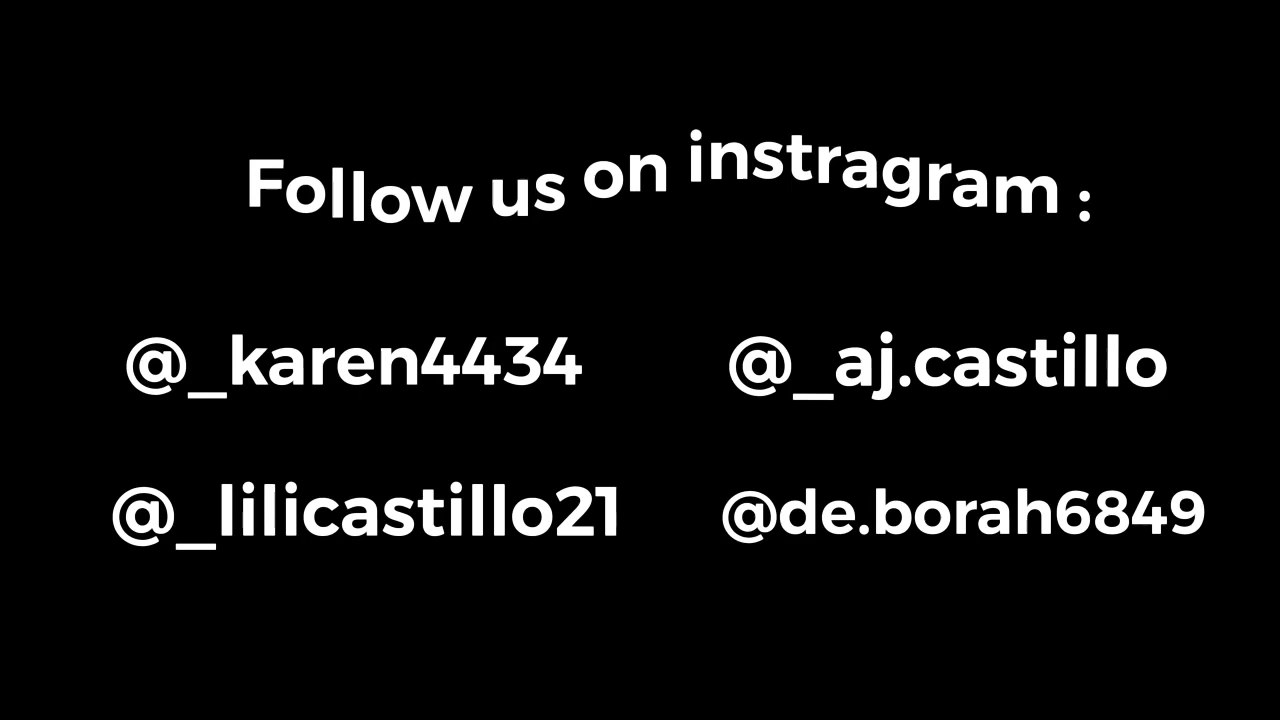 Follow us on instragram :
@_karen4434
@_aj.castillo
@_lilicastillo21
@de.borah6849